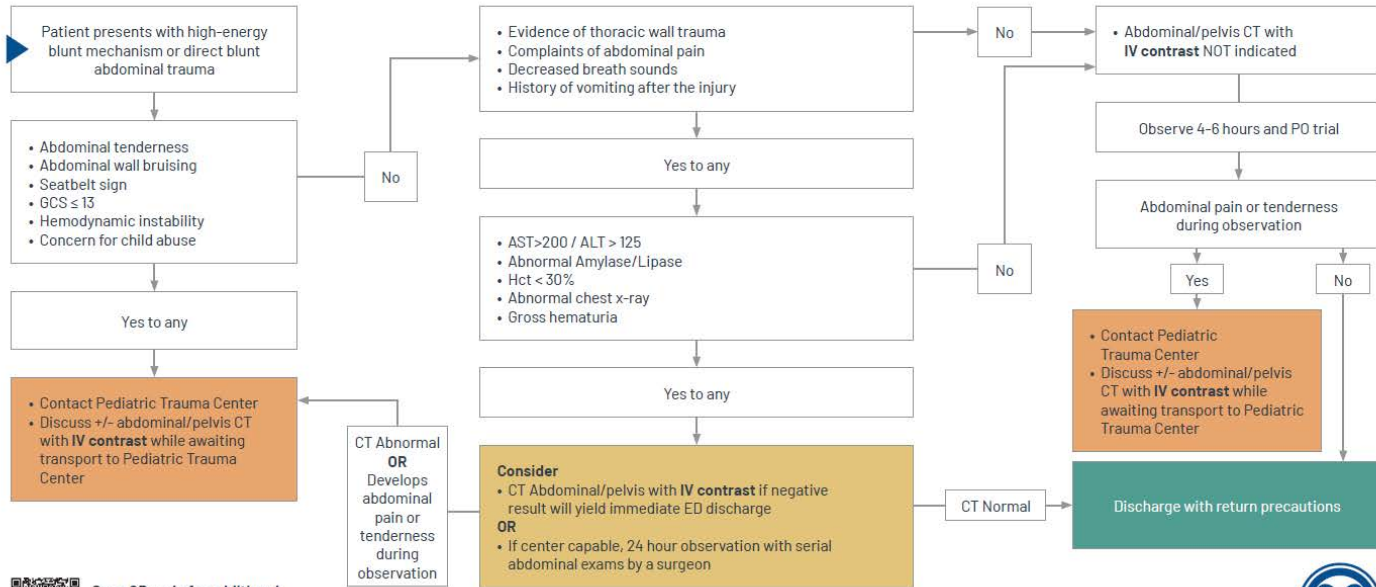 Patient presents with high-energy
blunt mechanism or direct blunt
abdominal trauma
• Abdominal tenderness
• Abdominal wall bruising
• Seatbelt sign
• GCS ≤ 13
• Hemodynamic instability
• Concern for child abuse
Yes to any
• Contact Pediatric Trauma Center
• Discuss +/- abdominal/pelvis CT
with IV contrast while awaiting
transport to Pediatric Trauma
Center
No
• Evidence of thoracic wall trauma
• Complaints of abdominal pain
• Decreased breath sounds
• History of vomiting after the injury
Yes to any
• AST>200 / ALT > 125
• Abnormal Amylase/Lipase
• Hct < 30%
• Abnormal chest x-ray
• Gross hematuria
Yes to any
Consider
• CT Abdominal/pelvis with IV contrast if negative
result will yield immediate ED discharge
OR
• If center capable, 24 hour observation with serial
abdominal exams by a surgeon
CT Abnormal
OR
Develops
abdominal
pain or
tenderness
during
observation
No
No
• Abdominal/pelvis CT with
IV contrast NOT indicated
Observe 4-6 hours and PO trial
Abdominal pain or tenderness
during observation
Yes
No
• Contact Pediatric
Trauma Center
• Discuss +/- abdominal/pelvis
CT with IV contrast while
awaiting transport to Pediatric
Trauma Center
CT Normal
Discharge with return precautions